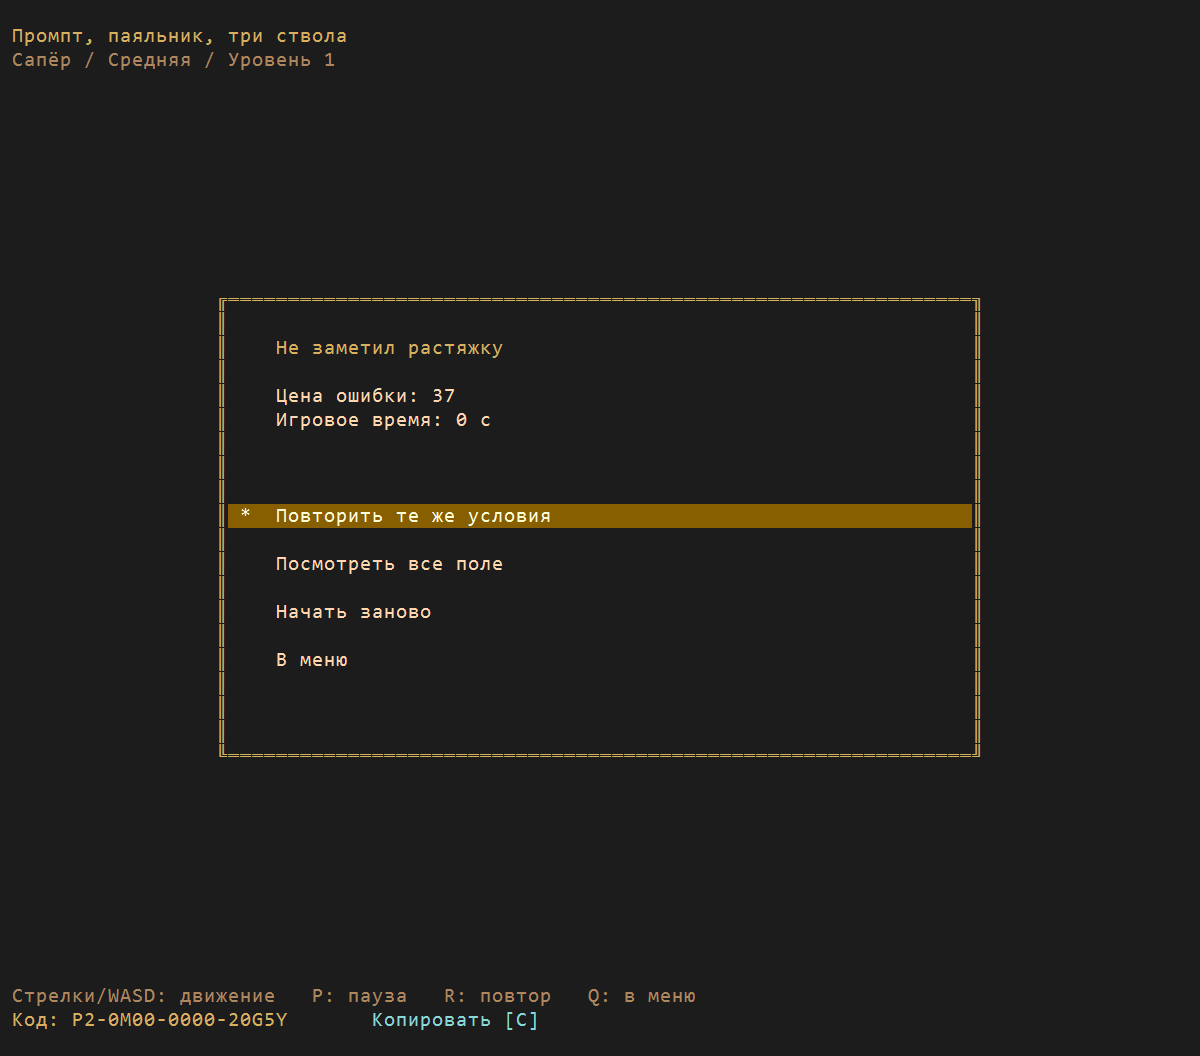 Промпт, паяльник, три ствола
Сапёр / Средняя / Уровень 1
Не заметил растяжку
Цена ошибки: 37
Игровое время: 0 с
* Повторить те же условия
Посмотреть все поле
Начать заново
В меню
Стрелки/WASD: движение P: пауза R: повтор Q: в меню
Код: P2-0M00-0000-20G5Y Копировать [C]